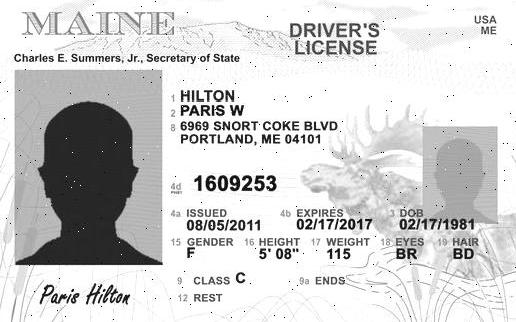 MAINE
DRIVER'S
LICENSE
USA
ME
Charles E. Summers, Jr., Secretary of State
1 HILTON
2 PARIS W
8 6969 SNORT COKE BLVD
PORTLAND, ME 04101
4d 1609253
4a ISSUED 4b EXPIRES 3 DOB
08/05/2011 02/17/2017 02/17/1981
15 GENDER 16 HEIGHT 17 WEIGHT 18 EYES 19 HAIR
F 5' 08" 115 BR BD
9 CLASS C 9a ENDS
12 REST
Paris Hilton